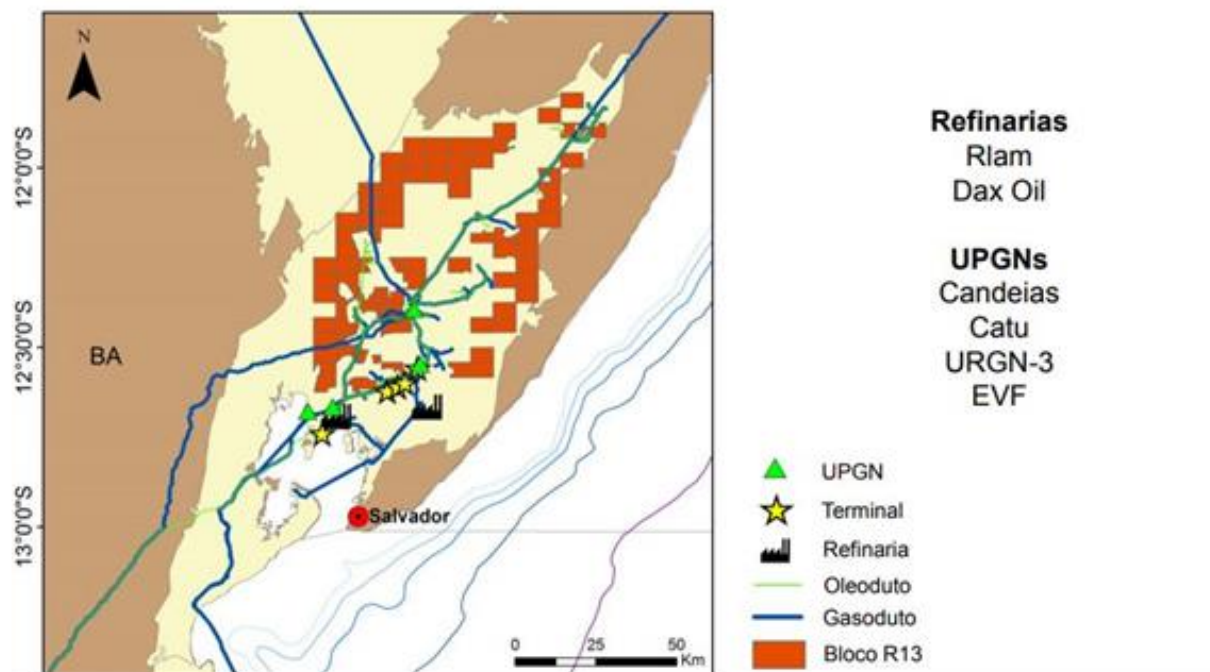 N
12°0'0"S
12°30'0"S
13°0'0"S
BA
Salvador
0 25 50
Km
Refinarias
Rlam
Dax Oil
UPGNs
Candeias
Catu
URGN-3
EVF
UPGN
Terminal
Refinaria
Oleoduto
Gasoduto
Bloco R13